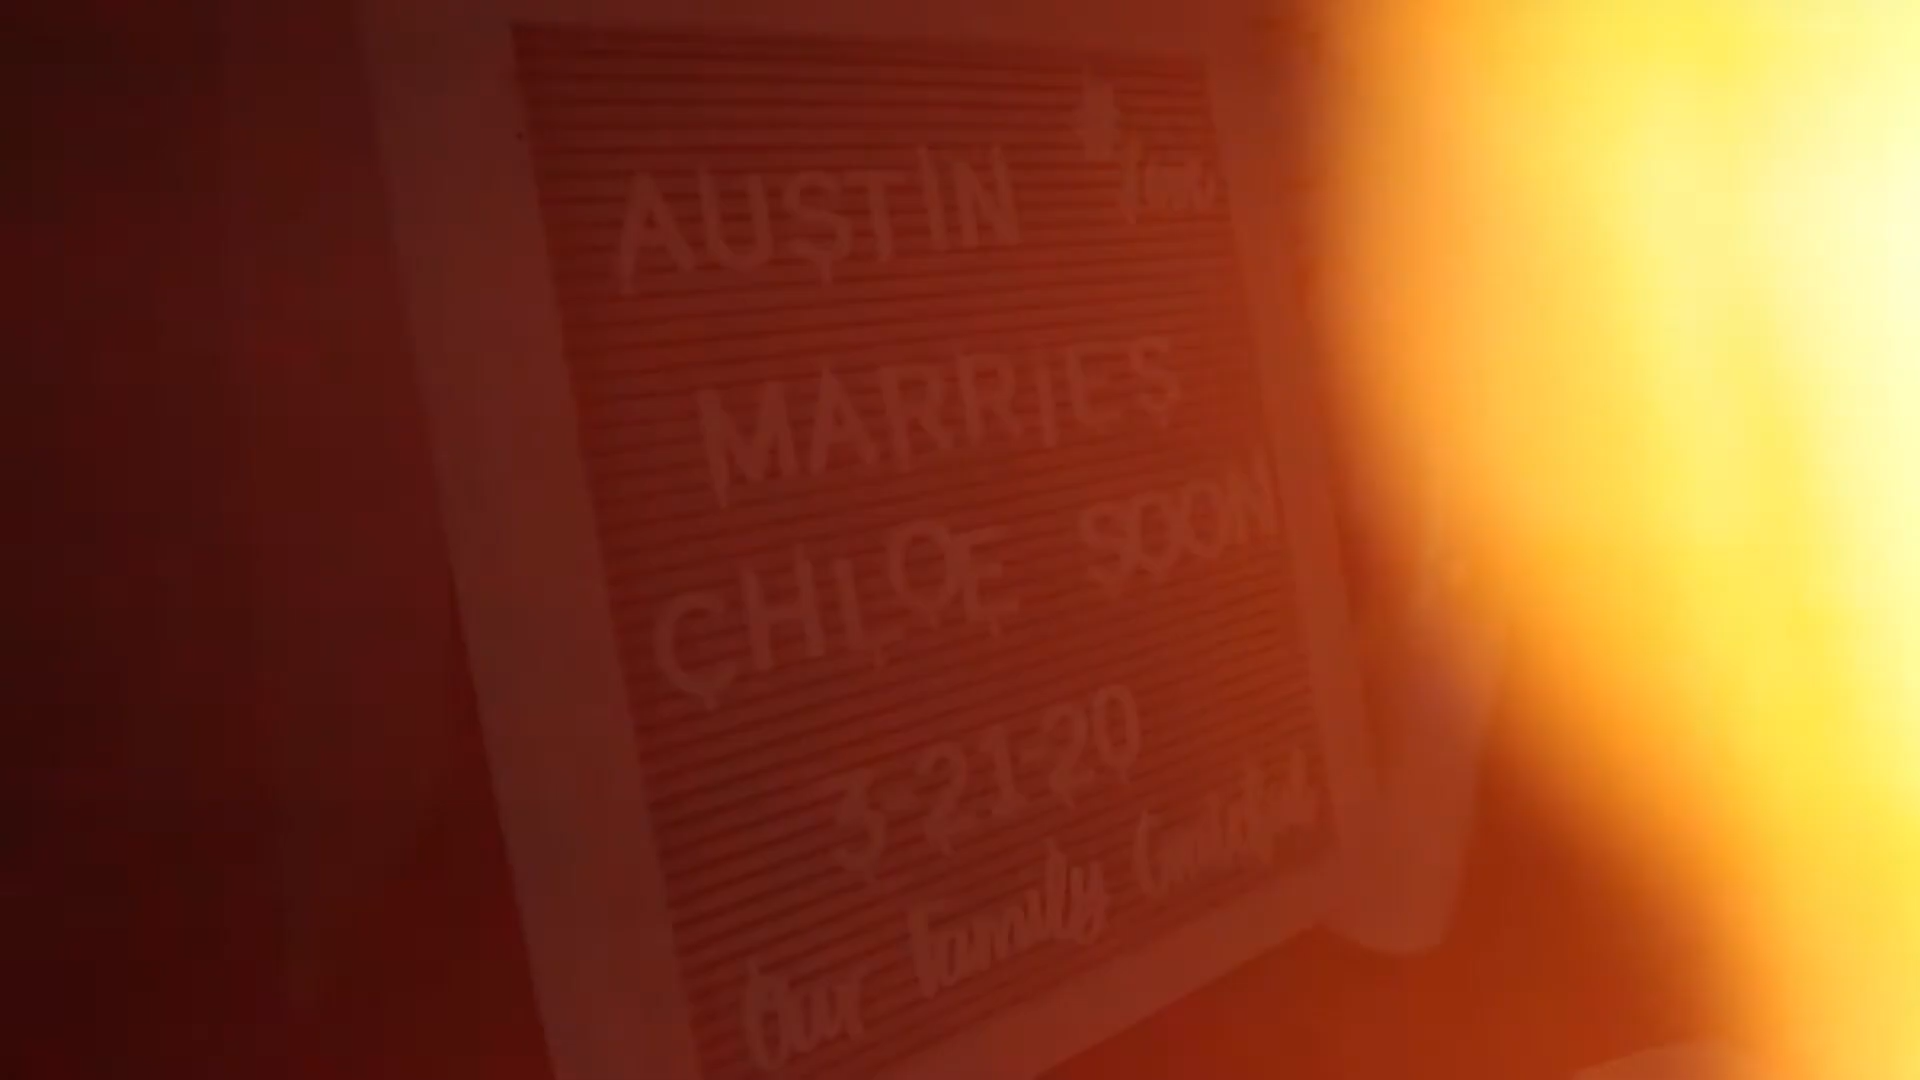 AUSTIN
MARRIES
CHLOE SOON
3-21-20
Our Family